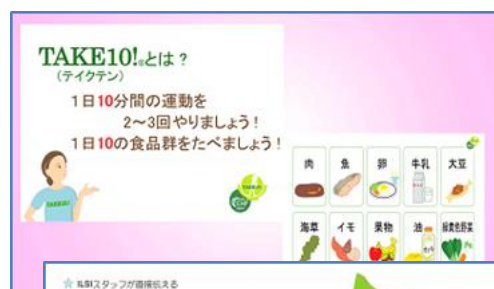 TAKE10!®とは？
（テイクテン）
1日10分間の運動を
2～3回やりましょう！
1日10の食品群をたべましょう！
肉 魚 卵 牛乳 大豆
海草 イモ 果物 油 緑黄色野菜
ILSIスタッフが直接伝える